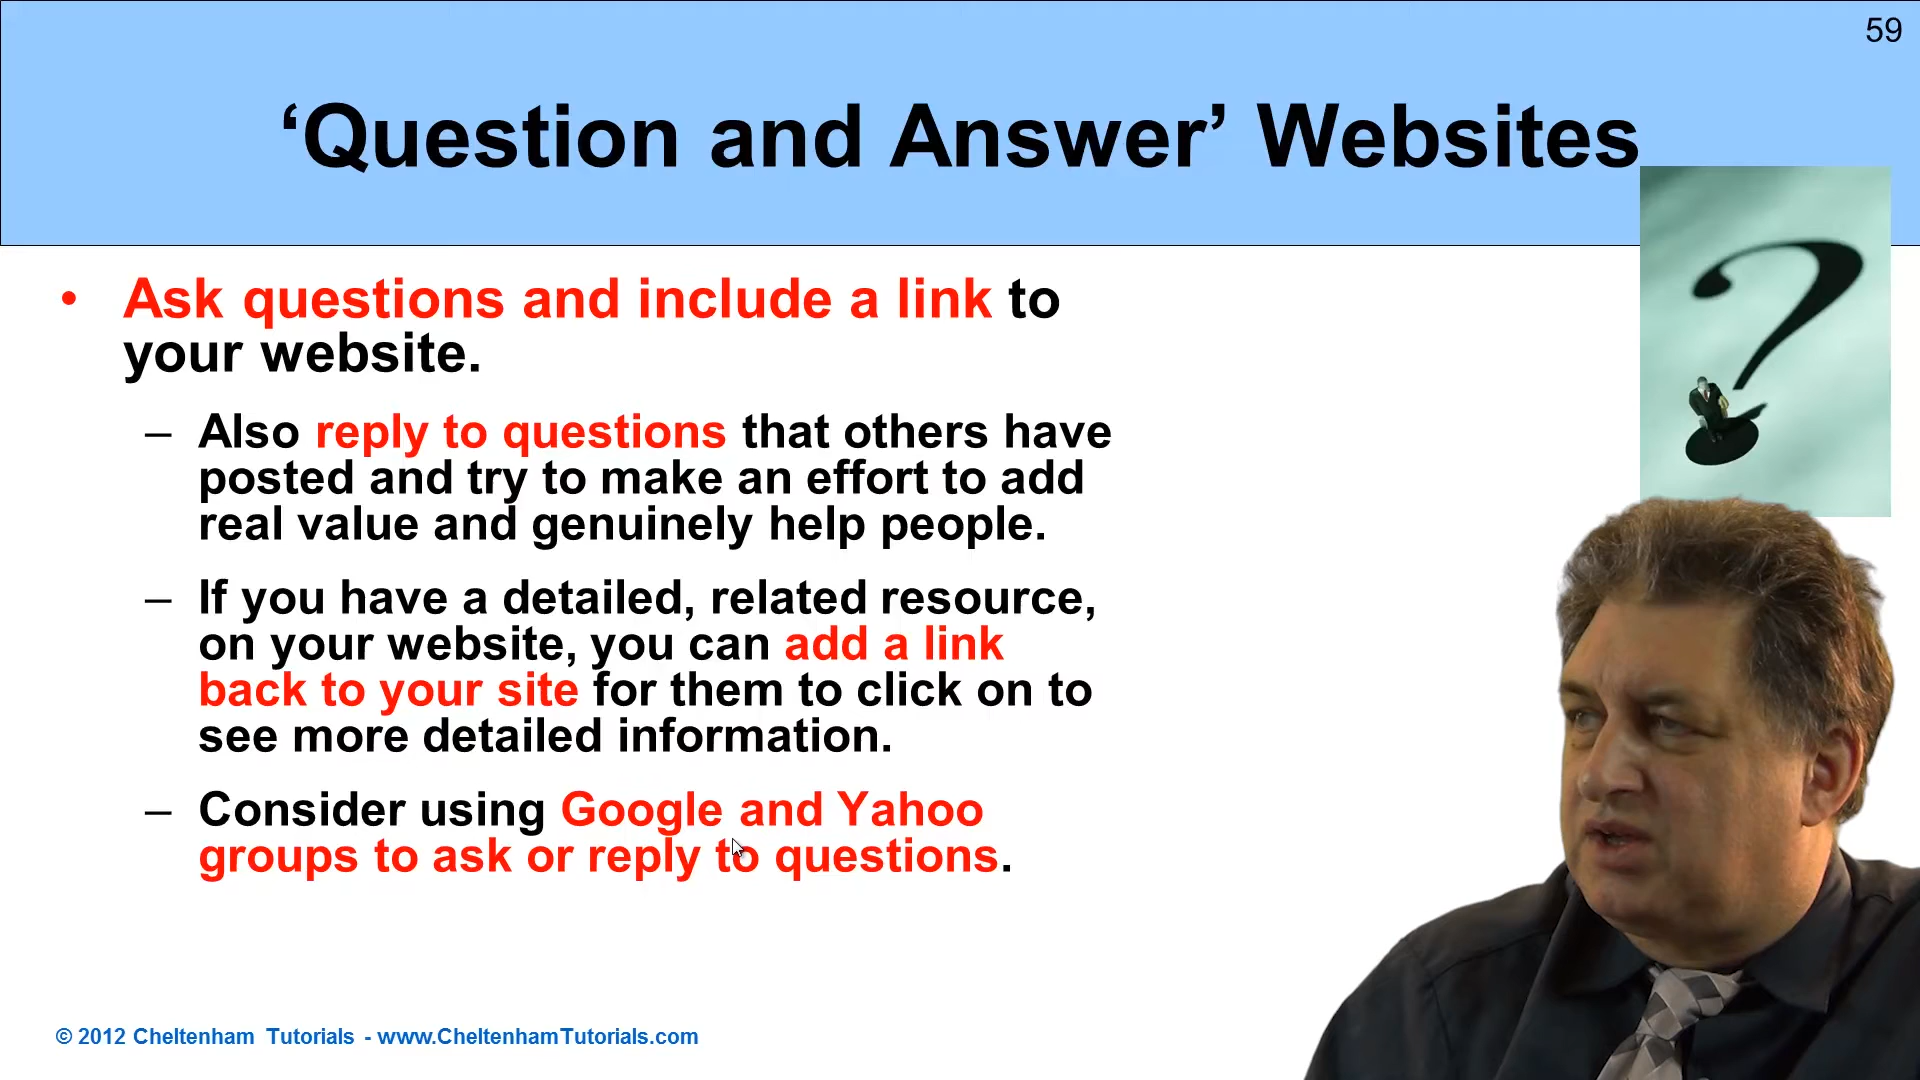 59
‘Question and Answer’ Websites
• Ask questions and include a link to
your website.
– Also reply to questions that others have
posted and try to make an effort to add
real value and genuinely help people.
– If you have a detailed, related resource,
on your website, you can add a link
back to your site for them to click on to
see more detailed information.
– Consider using Google and Yahoo
groups to ask or reply to questions.
?
© 2012 Cheltenham Tutorials - www.CheltenhamTutorials.com